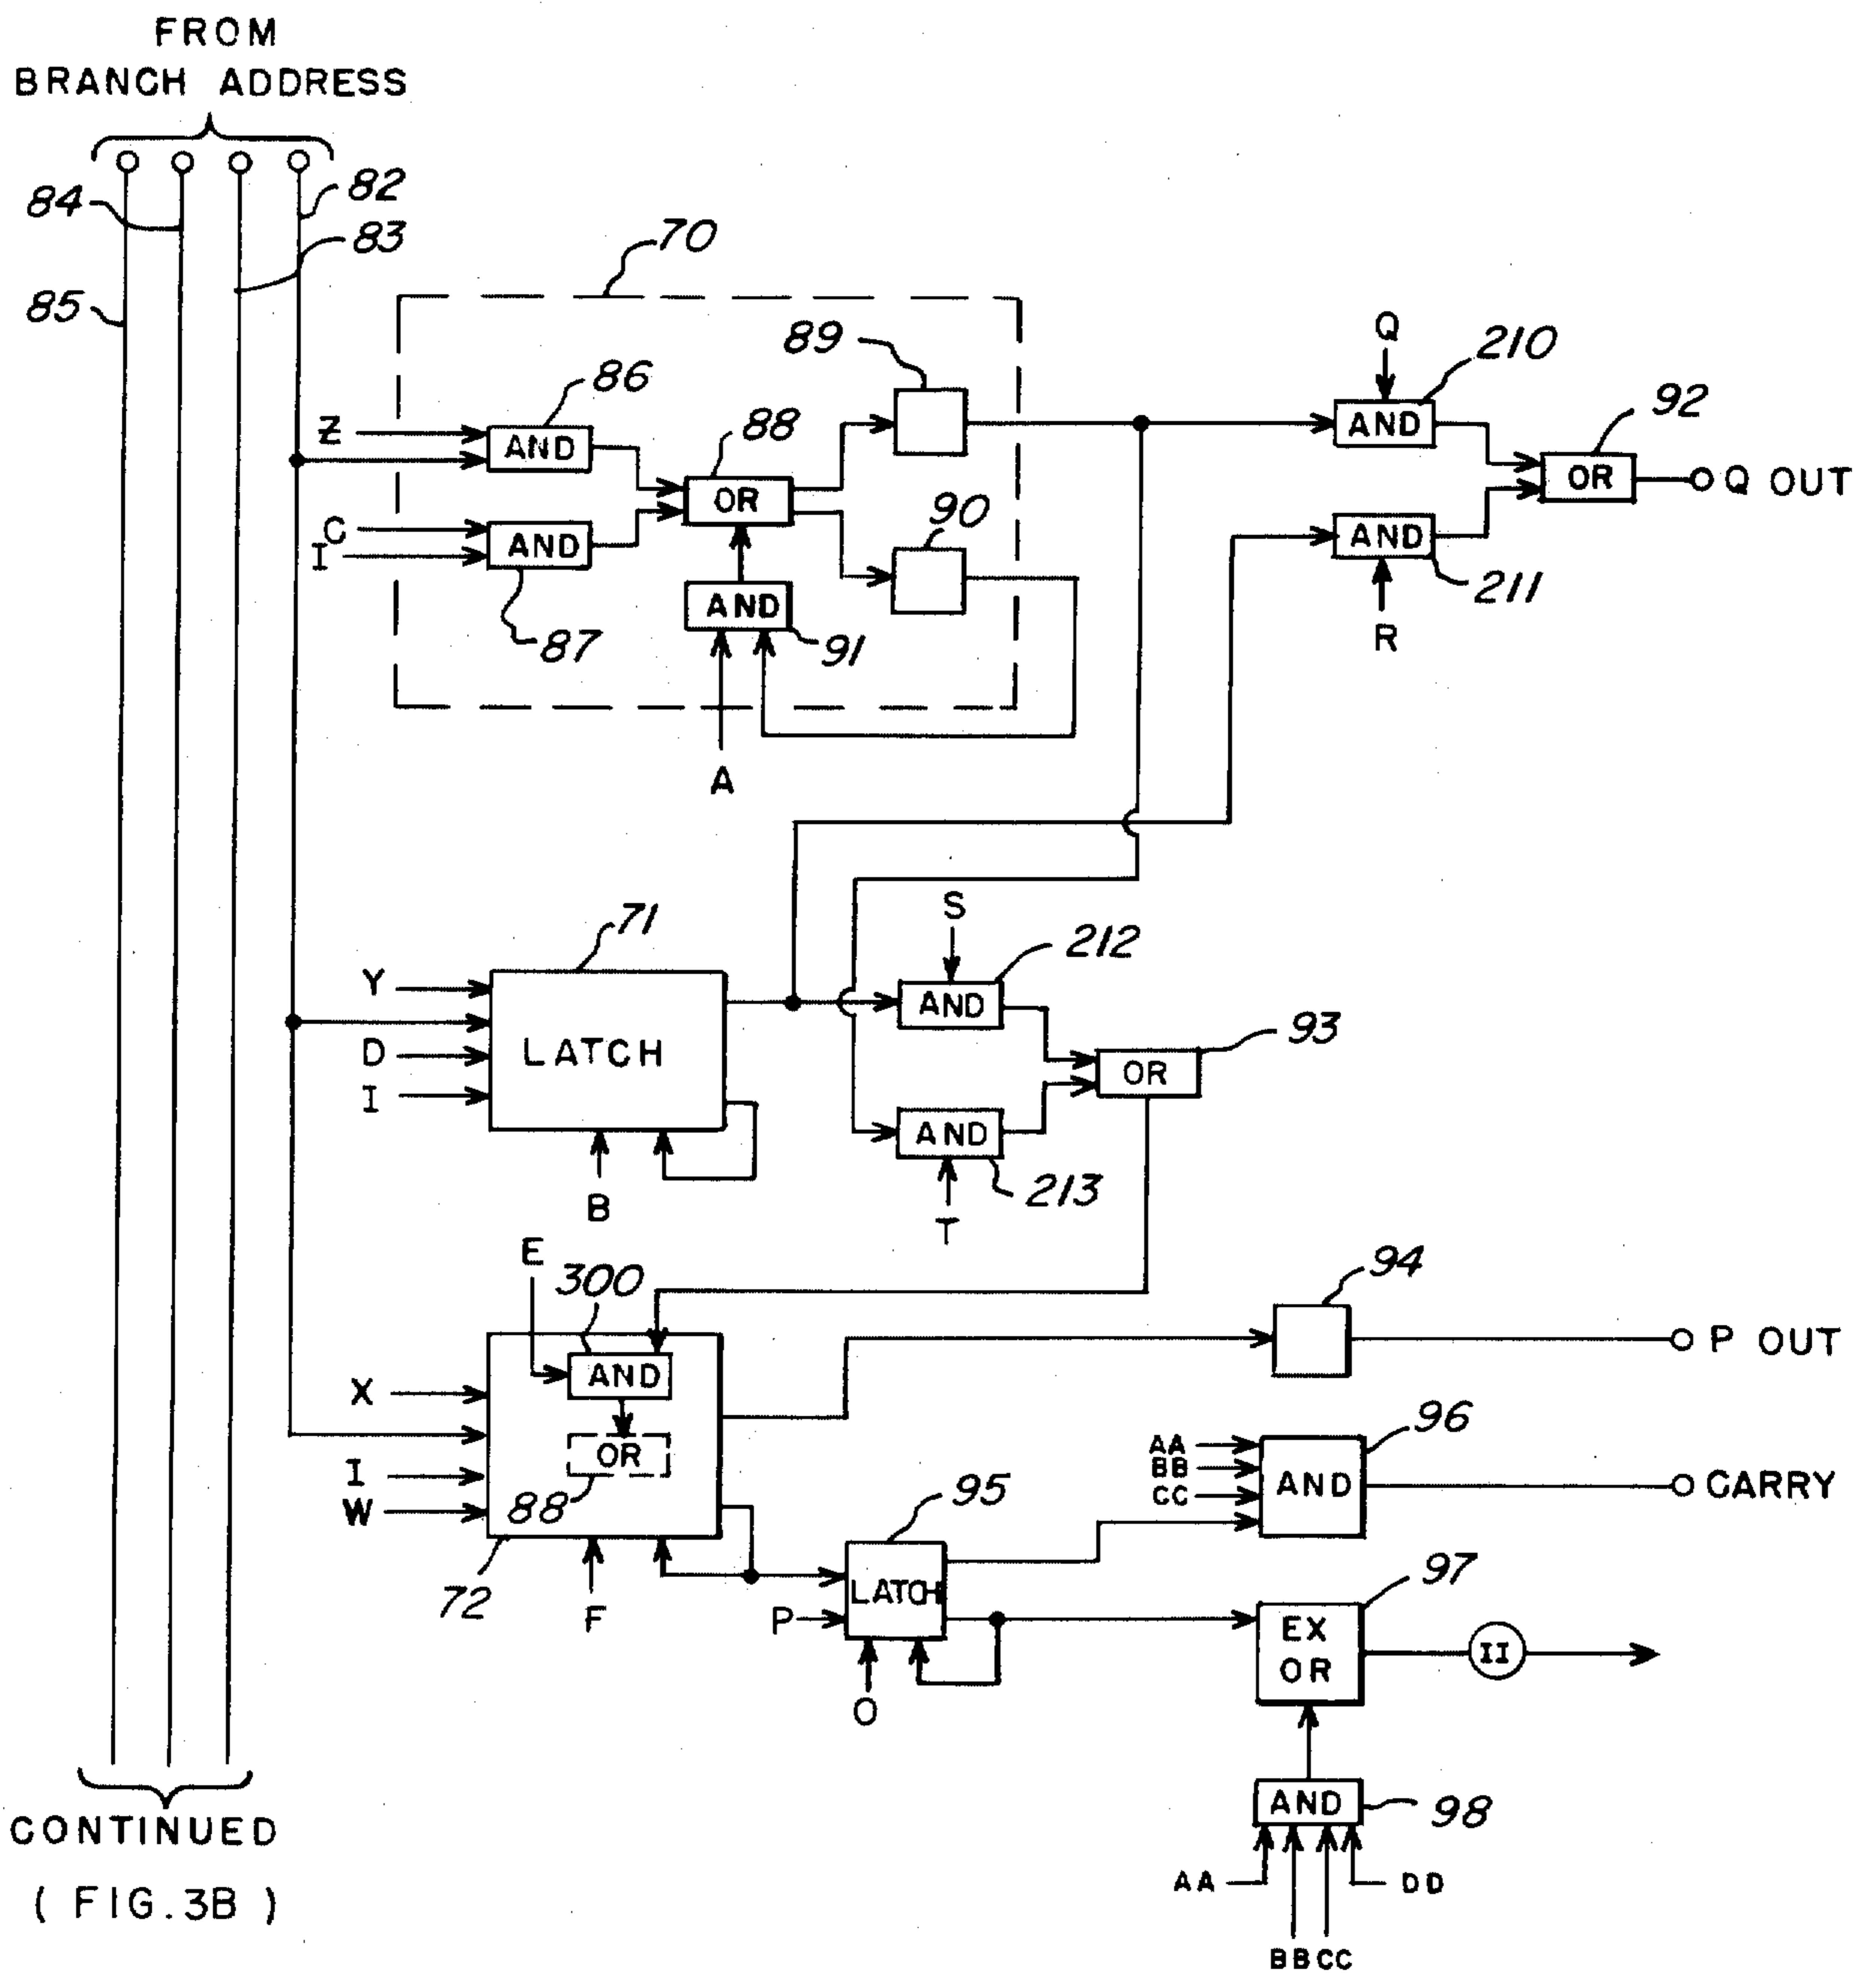 FROM
BRANCH ADDRESS
82
84
83
70
85
89
Q
210
86
92
Z
AND
88
AND
OR
OR
Q OUT
90
C
AND
AND
I
AND
211
87
91
R
A
71
S
212
Y
AND
93
D
LATCH
OR
I
AND
B
213
T
E
300
94
P OUT
AND
X
96
OR
AA
I
BB
AND
CARRY
W
88
95
CC
72
97
F
LATCH
P
EX
OR
II
O
AND
98
CONTINUED
AA
DD
( FIG. 3B )
BB CC